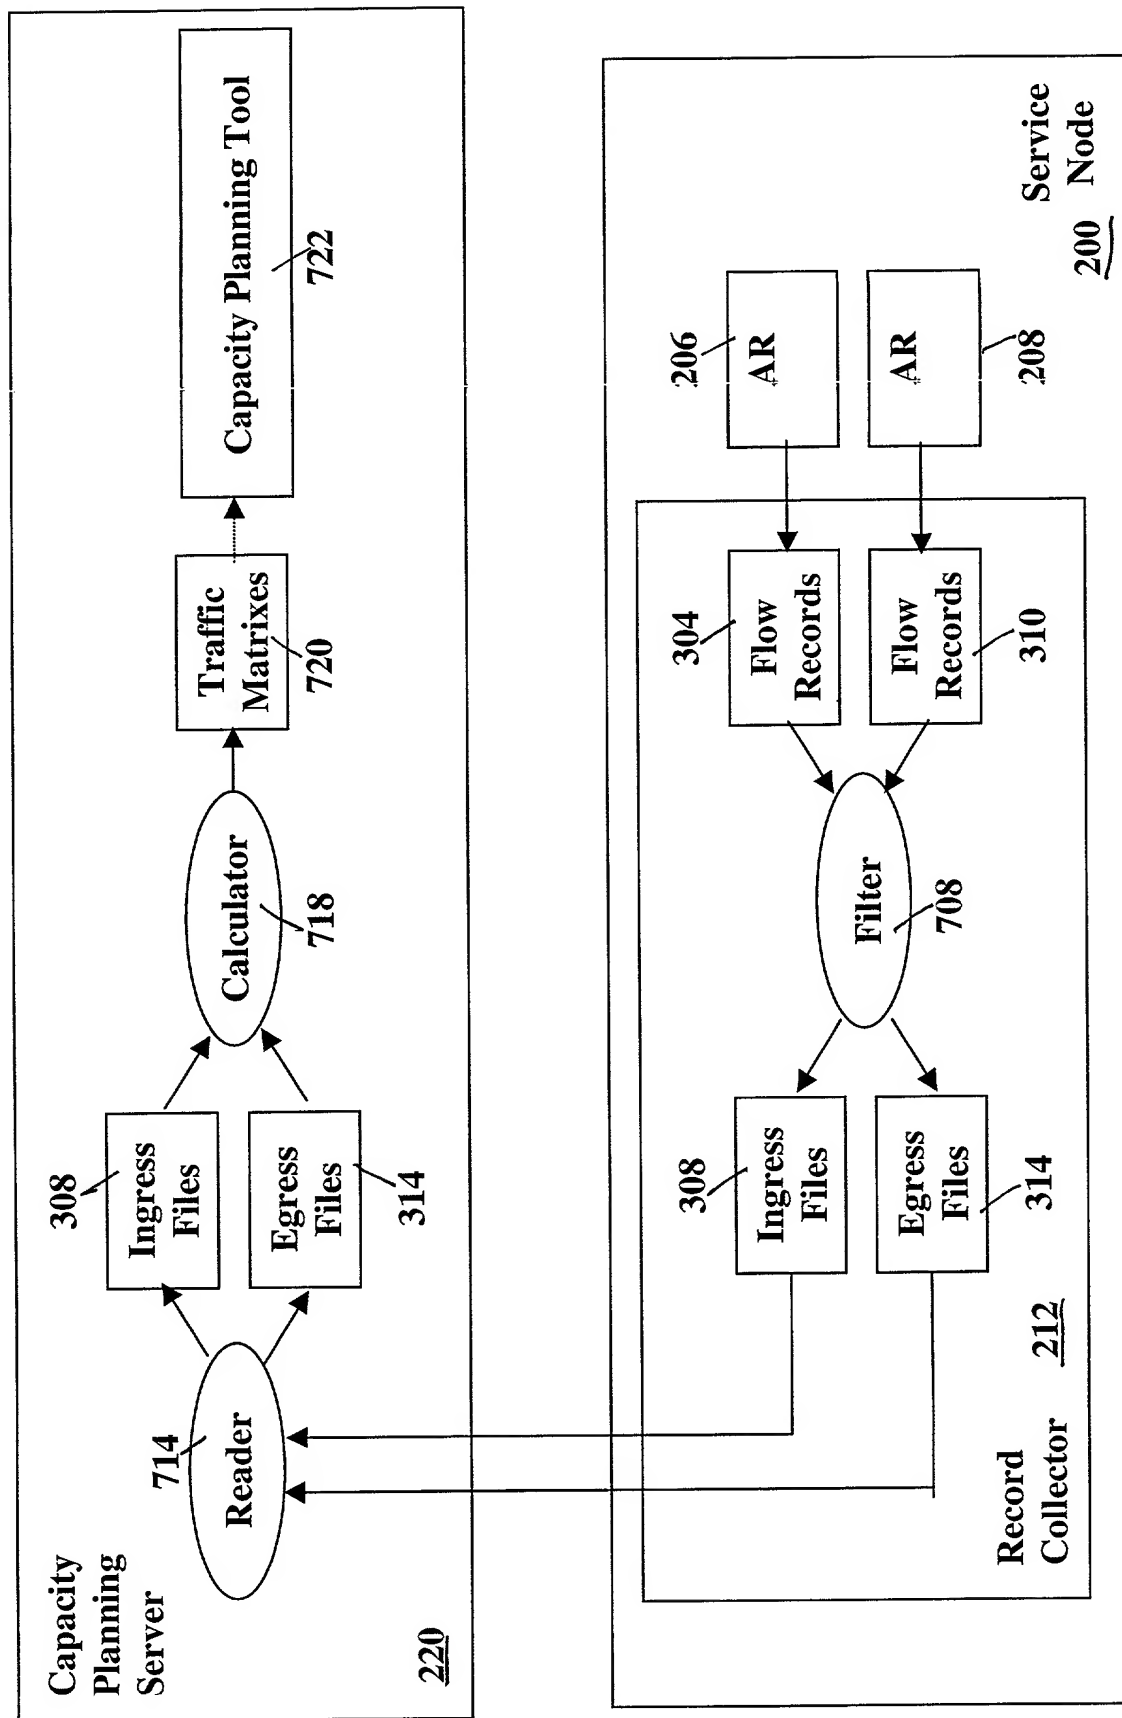 Capacity
Planning
Server
220
Reader
714
Ingress
Files
308
Egress
Files
314
Calculator
718
Traffic
Matrixes
720
Capacity Planning Tool
722
Record
Collector
212
Ingress
Files
308
Egress
Files
314
Filter
708
304
Flow
Records
Flow
Records
310
206
AR
AR
208
Service
Node
200